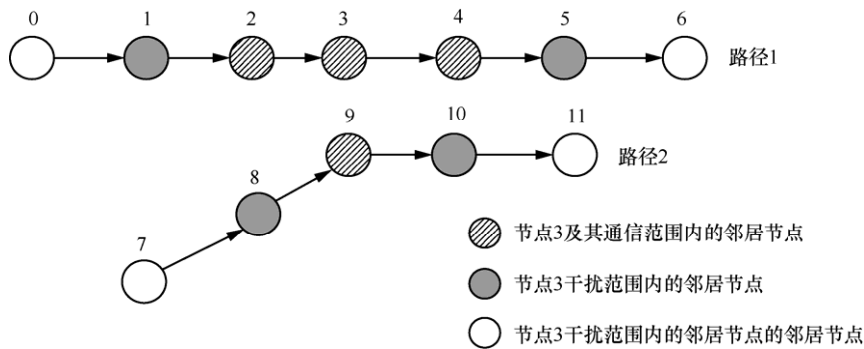 0 1 2 3 4 5 6
路径1
9 10 11
路径2
8
7
节点3及其通信范围内的邻居节点
节点3干扰范围内的邻居节点
节点3干扰范围内的邻居节点的邻居节点